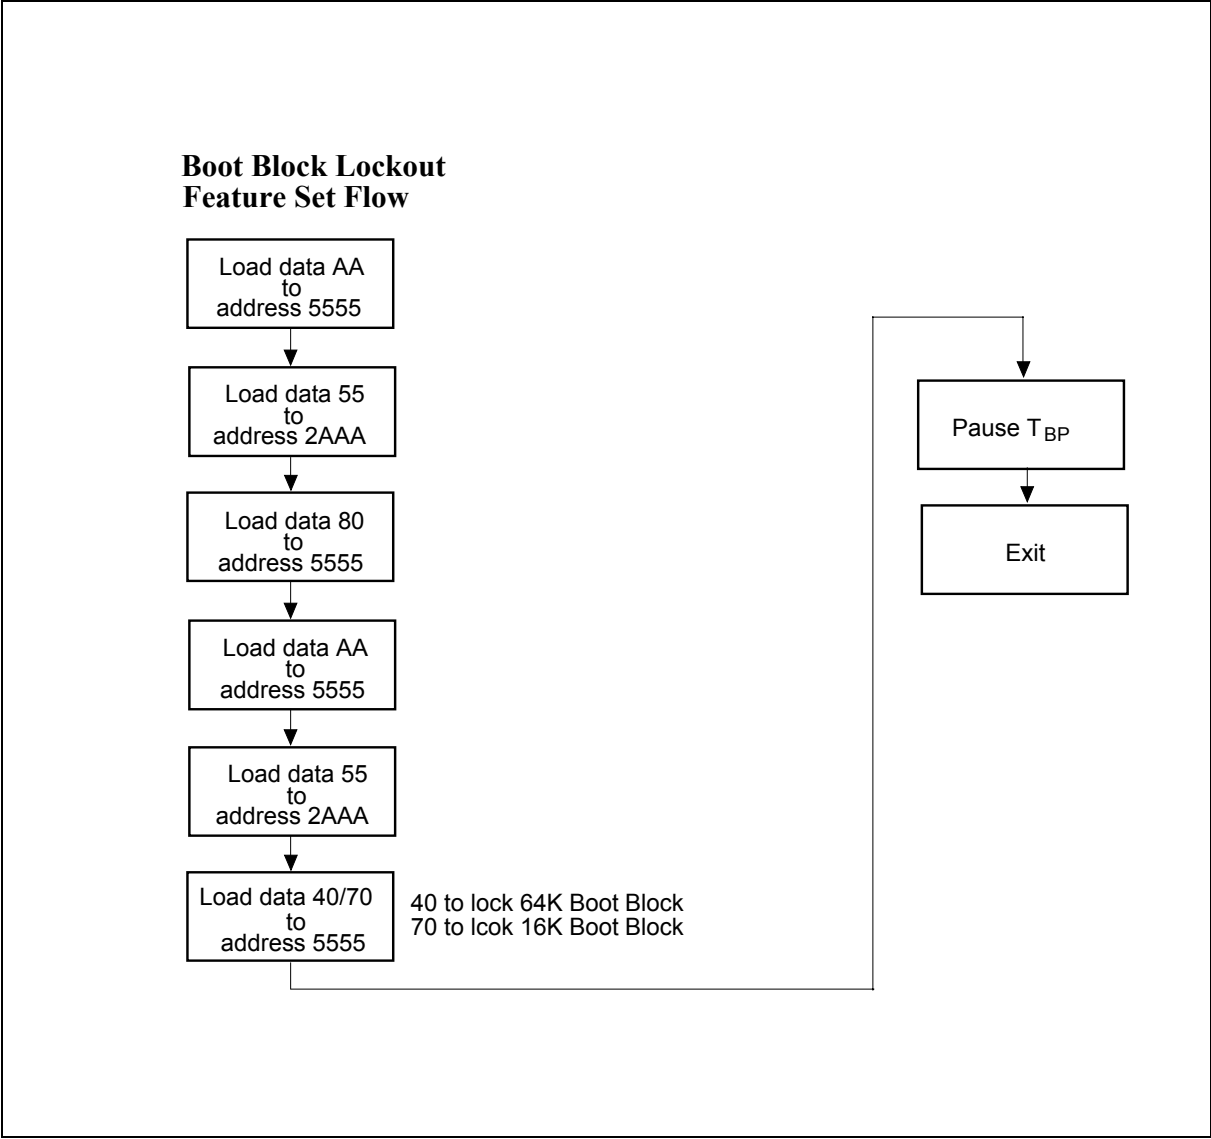 Boot Block Lockout
Feature Set Flow
Load data AA
to
address 5555
Load data 55
to
address 2AAA
Load data 80
to
address 5555
Load data AA
to
address 5555
Load data 55
to
address 2AAA
Load data 40/70
to
address 5555
40 to lock 64K Boot Block
70 to lcok 16K Boot Block
Pause TBP
Exit